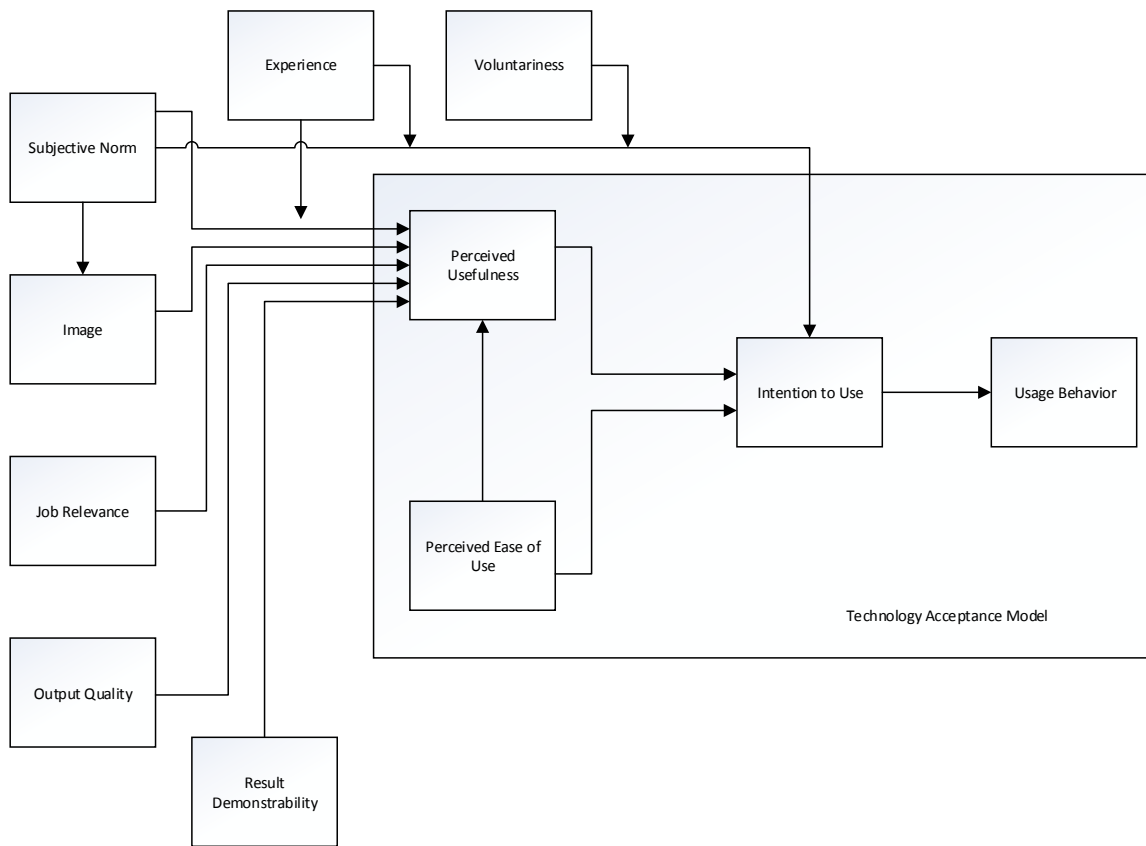 Experience
Voluntariness
Subjective Norm
Perceived
Usefulness
Image
Intention to Use
Usage Behavior
Job Relevance
Perceived Ease of
Use
Technology Acceptance Model
Output Quality
Result
Demonstrability